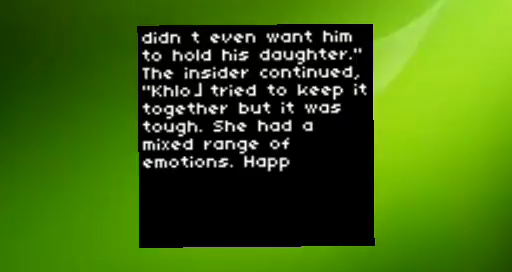 didn t even want him
to hold his daughter."
The insider continued,
"Khlo⅃ tried to keep it
together but it was
tough. She had a
mixed range of
emotions. Happ